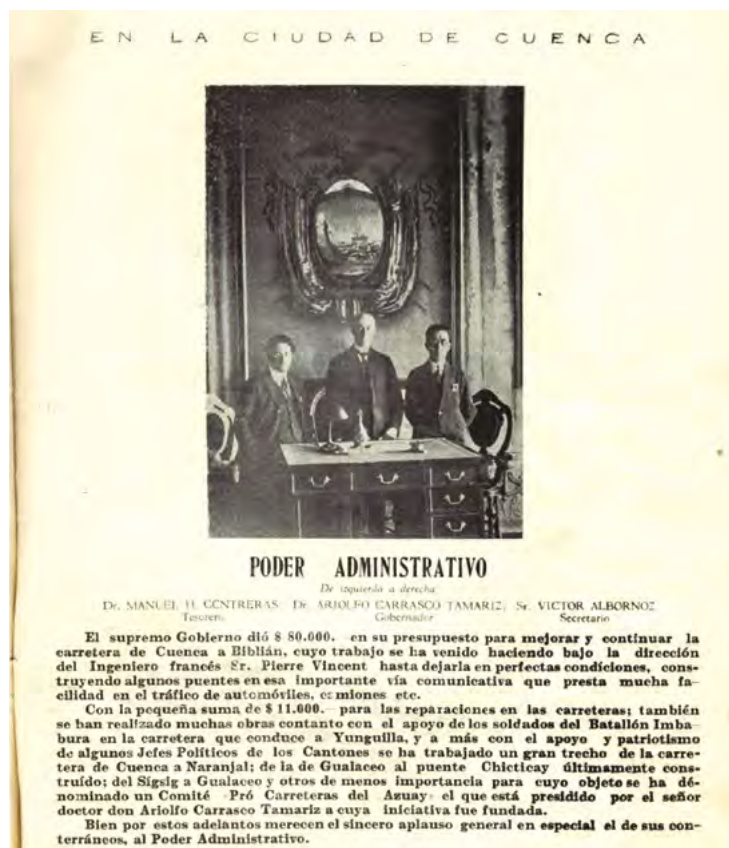 EN LA CIUDAD DE CUENCA
PODER ADMINISTRATIVO
De izquierda a derecha
Dr. MANUEL H. CONTRERAS. Dr. ARIOLFO CARRASCO TAMARIZ, Sr. VICTOR ALBORNOZ
Tesorero Gobernador Secretario
El supremo Gobierno dió $ 80.000. en su presupuesto para mejorar y continuar la
carretera de Cuenca a Biblián, cuyo trabajo se ha venido haciendo bajo la dirección
del Ingeniero francés Sr. Pierre Vincent hasta dejarla en perfectas condiciones, cons-
truyendo algunos puentes en esa importante vía comunicativa que presta mucha fa-
cilidad en el tráfico de automóviles, camiones etc.
Con la pequeña suma de $ 11.000.— para las reparaciones en las carreteras; también
se han realizado muchas obras contanto con el apoyo de los soldados del Batallón Imba-
bura en la carretera que conduce a Yunguilla, y a más con el apoyo y patriotismo
de algunos Jefes Políticos de los Cantones se ha trabajado un gran trecho de la carre-
tera de Cuenca a Naranjal; de la de Gualaceo al puente Chicticay últimamente cons-
truído; del Sígsig a Gualaceo y otros de menos importancia para cuyo objeto se ha dé-
nominado un Comité Pró Carreteras del Azuay el que está presidido por el señor
doctor don Ariolfo Carrasco Tamariz a cuya iniciativa fue fundada.
Bien por estos adelantos merecen el sincero aplauso general en especial el de sus con-
terráneos, al Poder Administrativo.